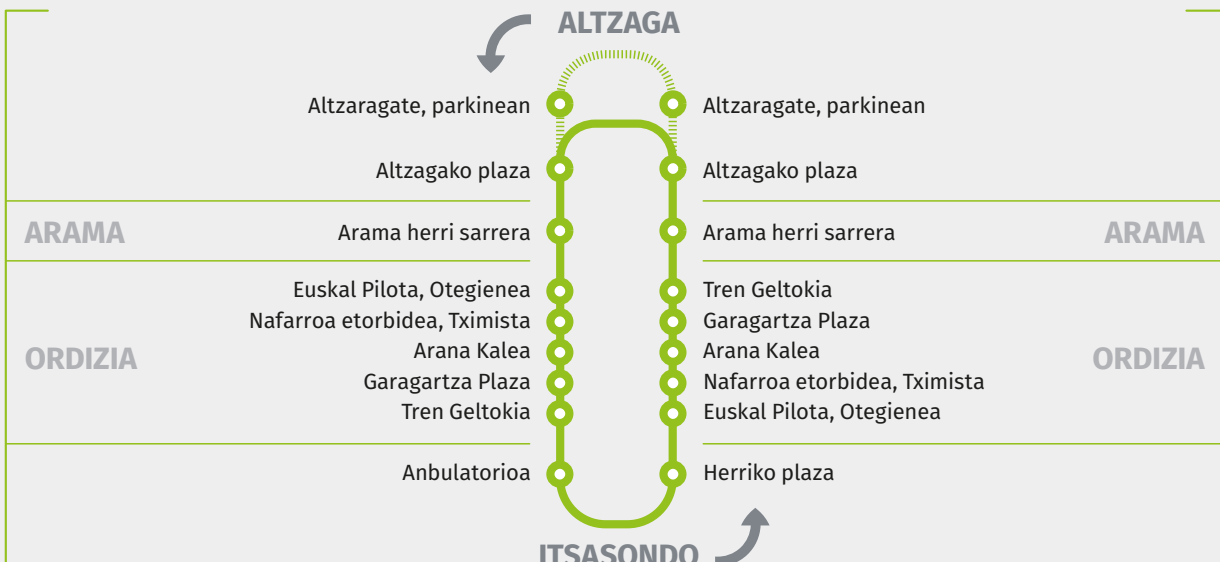 ALTZAGA
Altzaragate, parkinean
Altzaragate, parkinean
Altzagako plaza
Altzagako plaza
ARAMA
Arama herri sarrera
Arama herri sarrera
ARAMA
Euskal Pilota, Otegienea
Tren Geltokia
Nafarroa etorbidea, Tximista
Garagartza Plaza
ORDIZIA
Arana Kalea
Arana Kalea
ORDIZIA
Garagartza Plaza
Nafarroa etorbidea, Tximista
Tren Geltokia
Euskal Pilota, Otegienea
Anbulatorioa
Herriko plaza
ITSASONDO